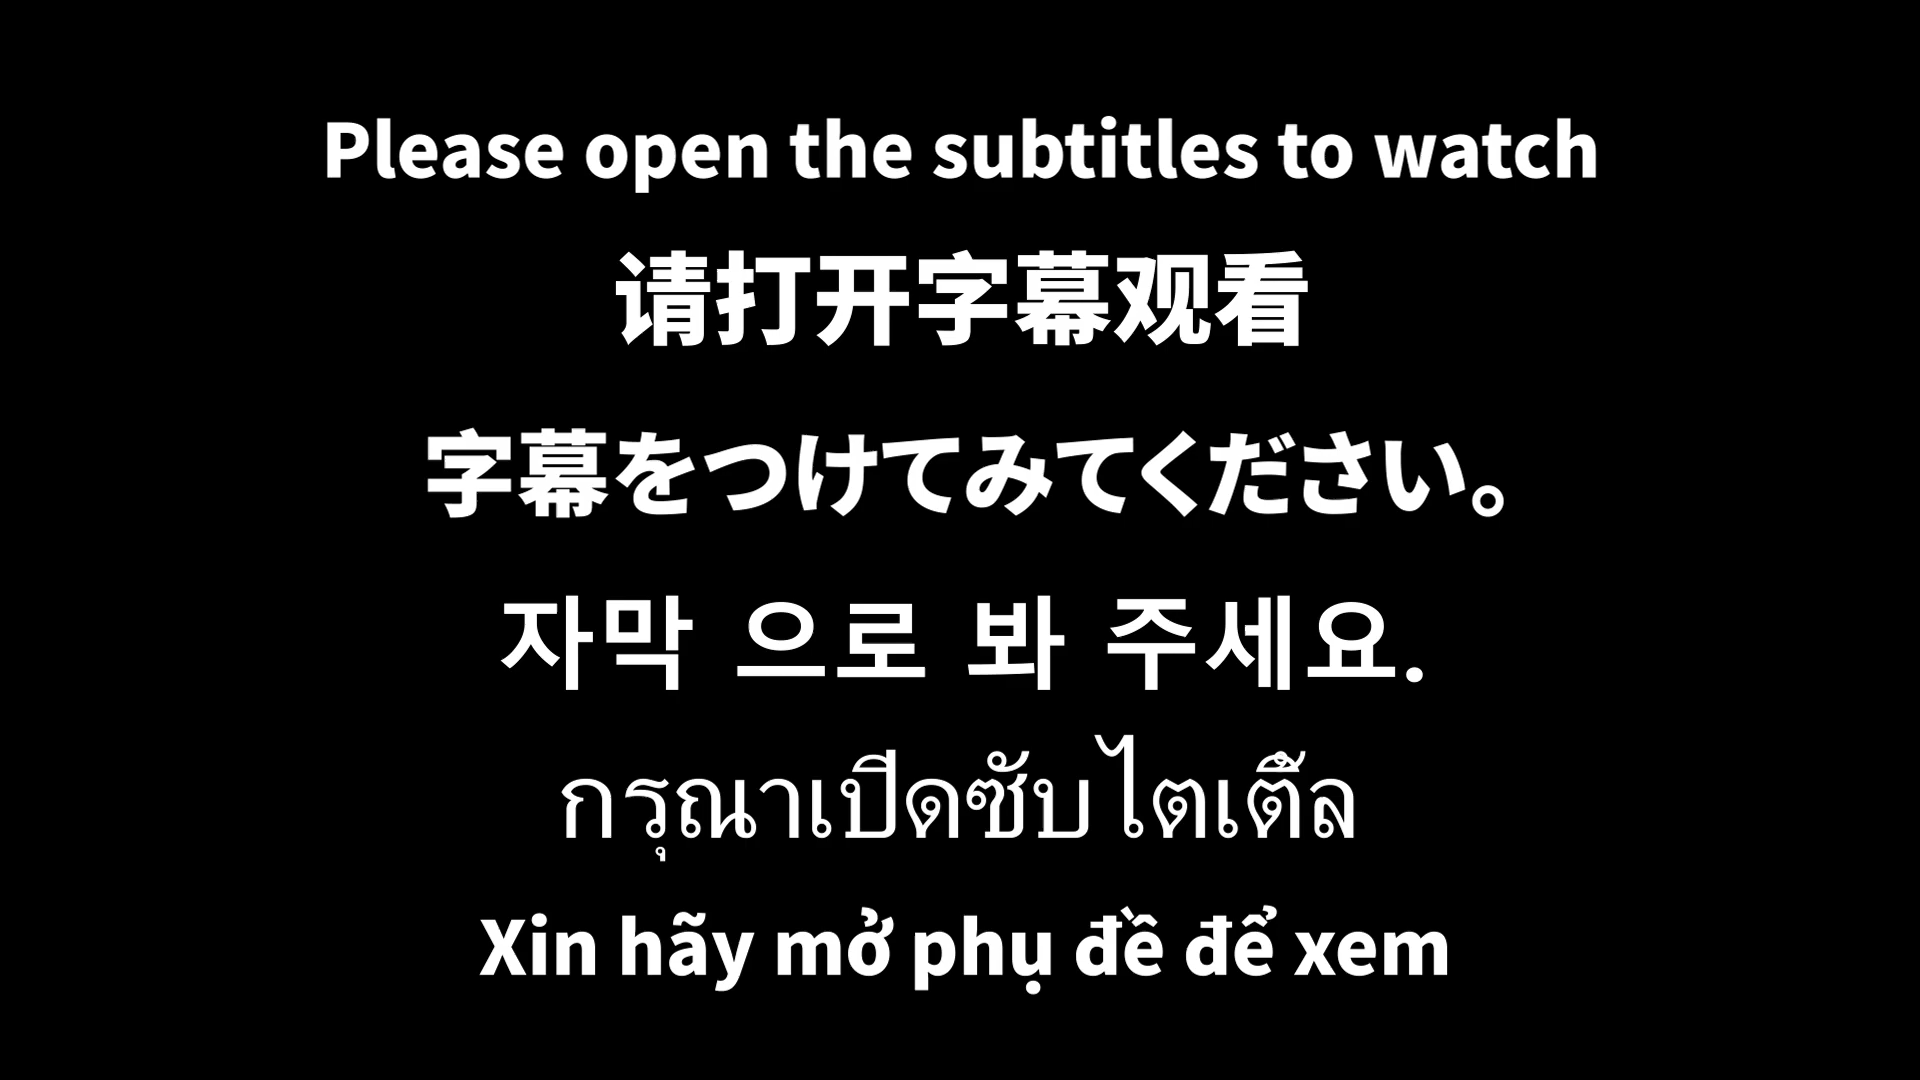 Please open the subtitles to watch
请打开字幕观看
字幕をつけてみてください。
자막 으로 봐 주세요.
กรุณาเปิดซับไตเติ้ล
Xin hãy mở phụ đề để xem